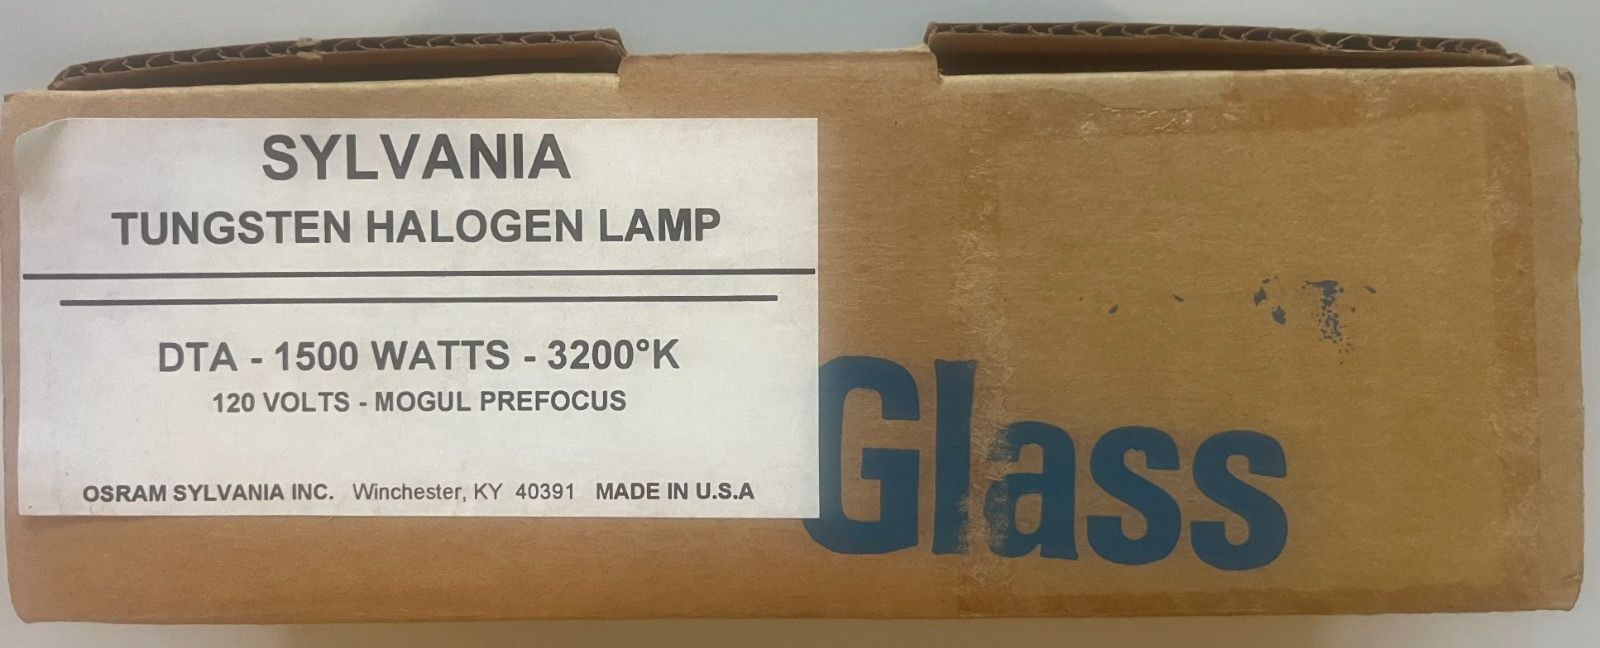 SYLVANIA
TUNGSTEN HALOGEN LAMP
DTA - 1500 WATTS - 3200°K
120 VOLTS - MOGUL PREFOCUS
OSRAM SYLVANIA INC. Winchester, KY 40391 MADE IN U.S.A
Glass